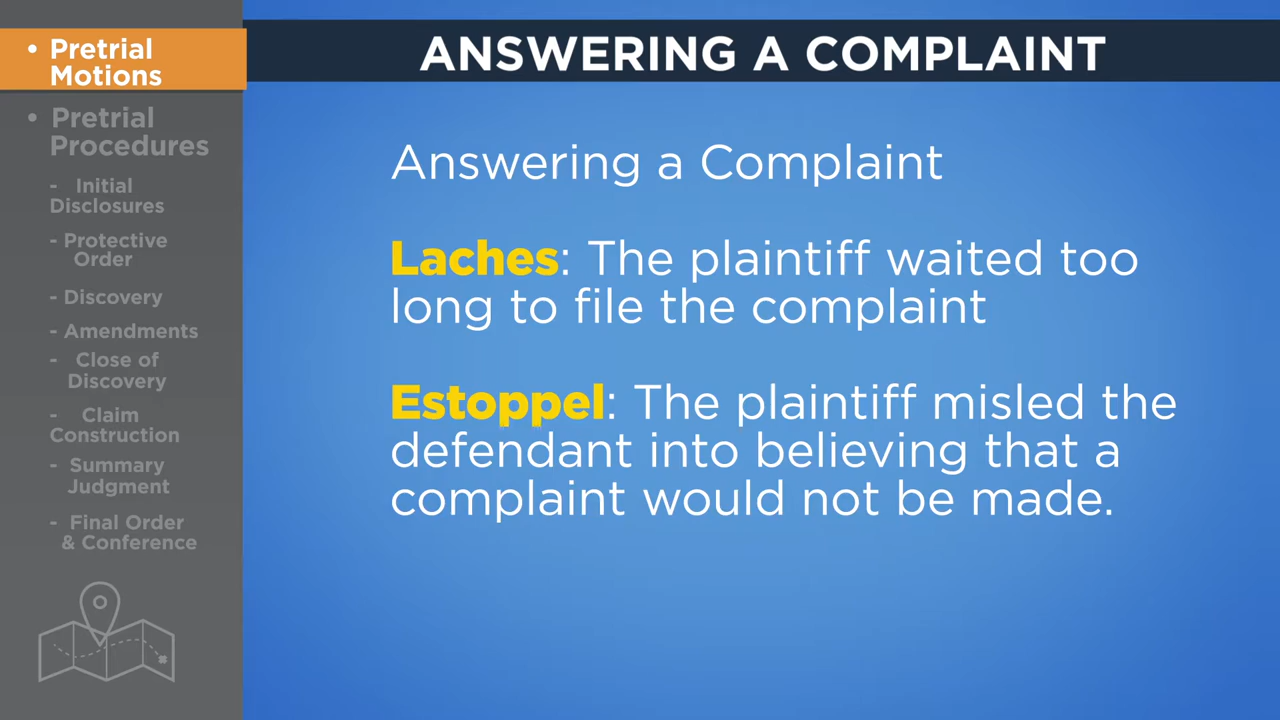 • Pretrial
Motions
• Pretrial
Procedures
- Initial
Disclosures
- Protective
Order
- Discovery
- Amendments
- Close of
Discovery
- Claim
Construction
- Summary
Judgment
- Final Order
& Conference
ANSWERING A COMPLAINT
Answering a Complaint
Laches: The plaintiff waited too
long to file the complaint
Estoppel: The plaintiff misled the
defendant into believing that a
complaint would not be made.